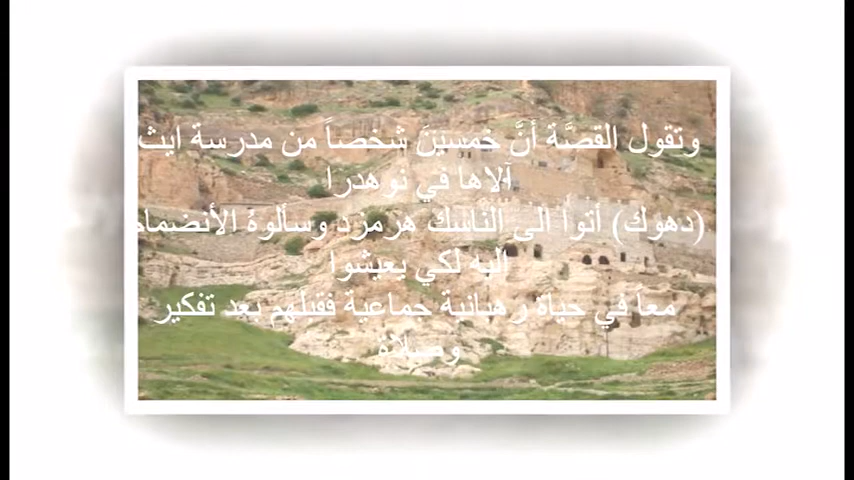 وتقول القصَّة أنَّ خمسينَ شخصاً من مدرسة ايث
آلاها في نوهدرا
(دهوك) أتوا الى الناسك هرمزد وسألوهُ الأنضمام
إليه لكي يعيشوا
معاً في حياة رهبانية جماعية فقبلهم بعد تفكير
وصلاة